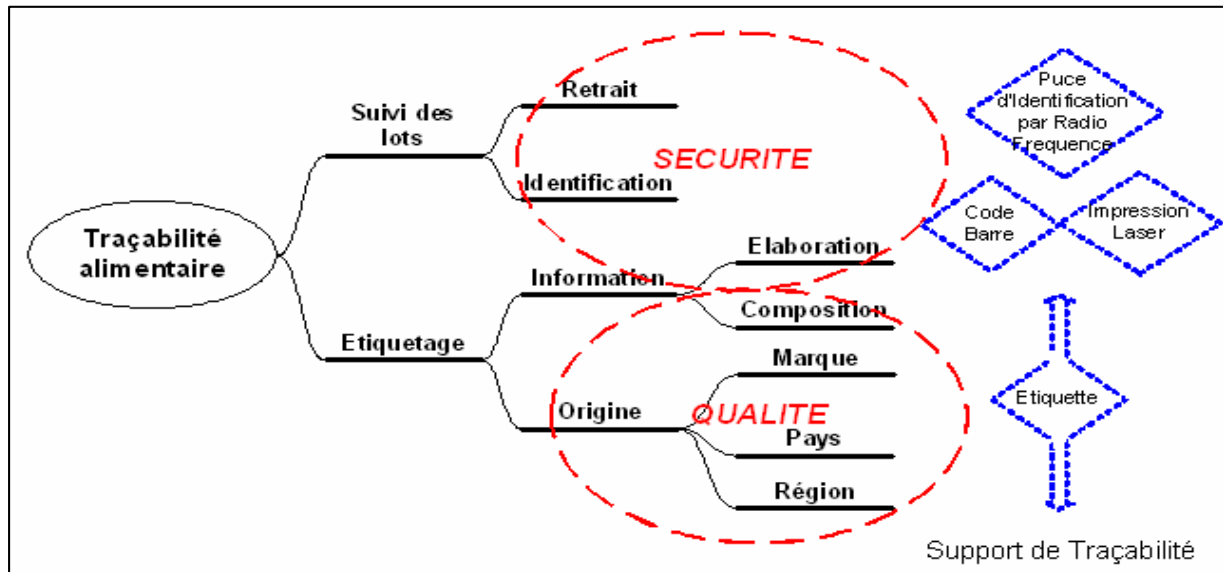 Traçabilité
alimentaire
Suivi des
lots
Retrait
Identification
SECURITE
Etiquetage
Information
Elaboration
Composition
Origine
Marque
QUALITE
Pays
Région
Puce
d'Identification
par Radio
Frequence
Code
Barre
Impression
Laser
Etiquette
Support de Traçabilité